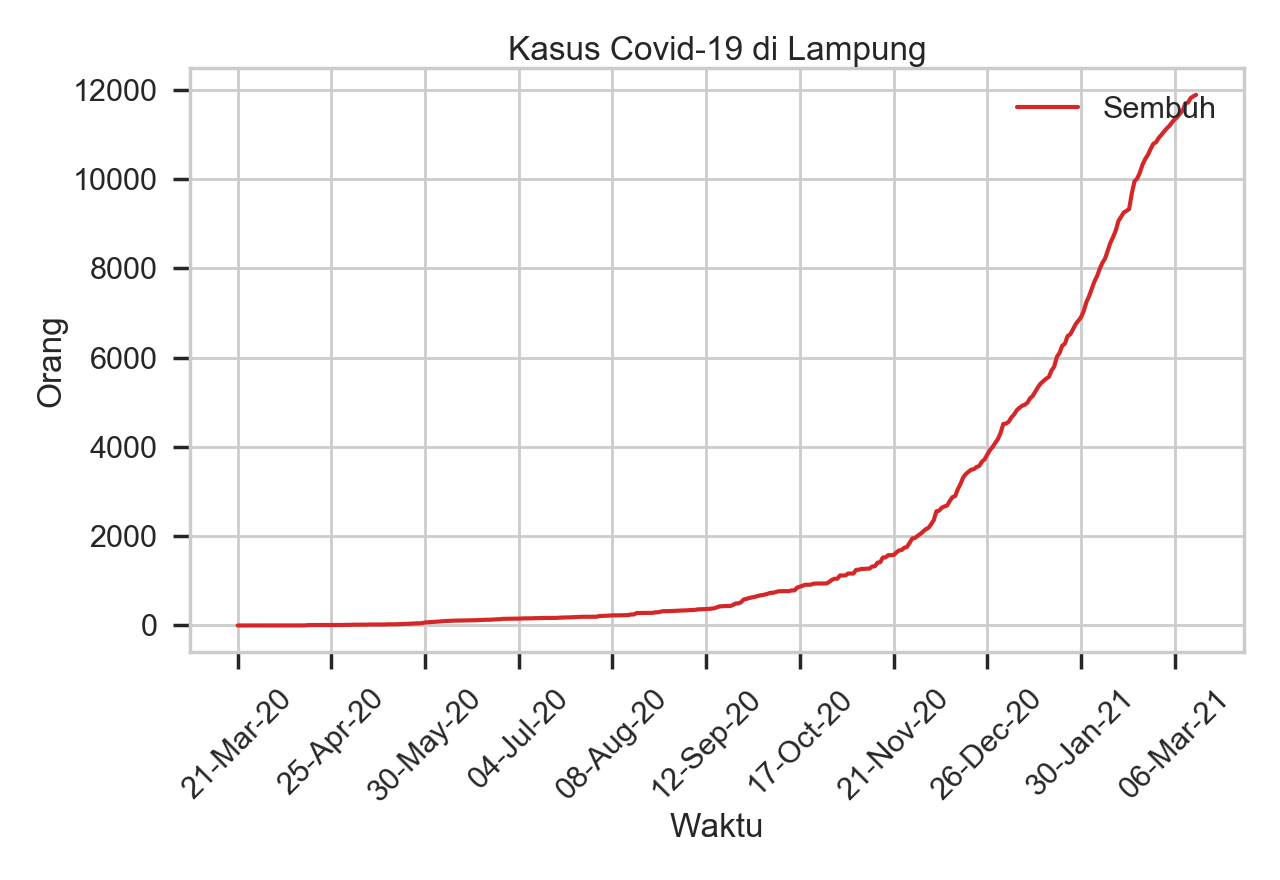 Kasus Covid-19 di Lampung
Sembuh
Orang
12000
10000
8000
6000
4000
2000
0
21-Mar-20
25-Apr-20
30-May-20
04-Jul-20
08-Aug-20
12-Sep-20
17-Oct-20
21-Nov-20
26-Dec-20
30-Jan-21
06-Mar-21
Waktu